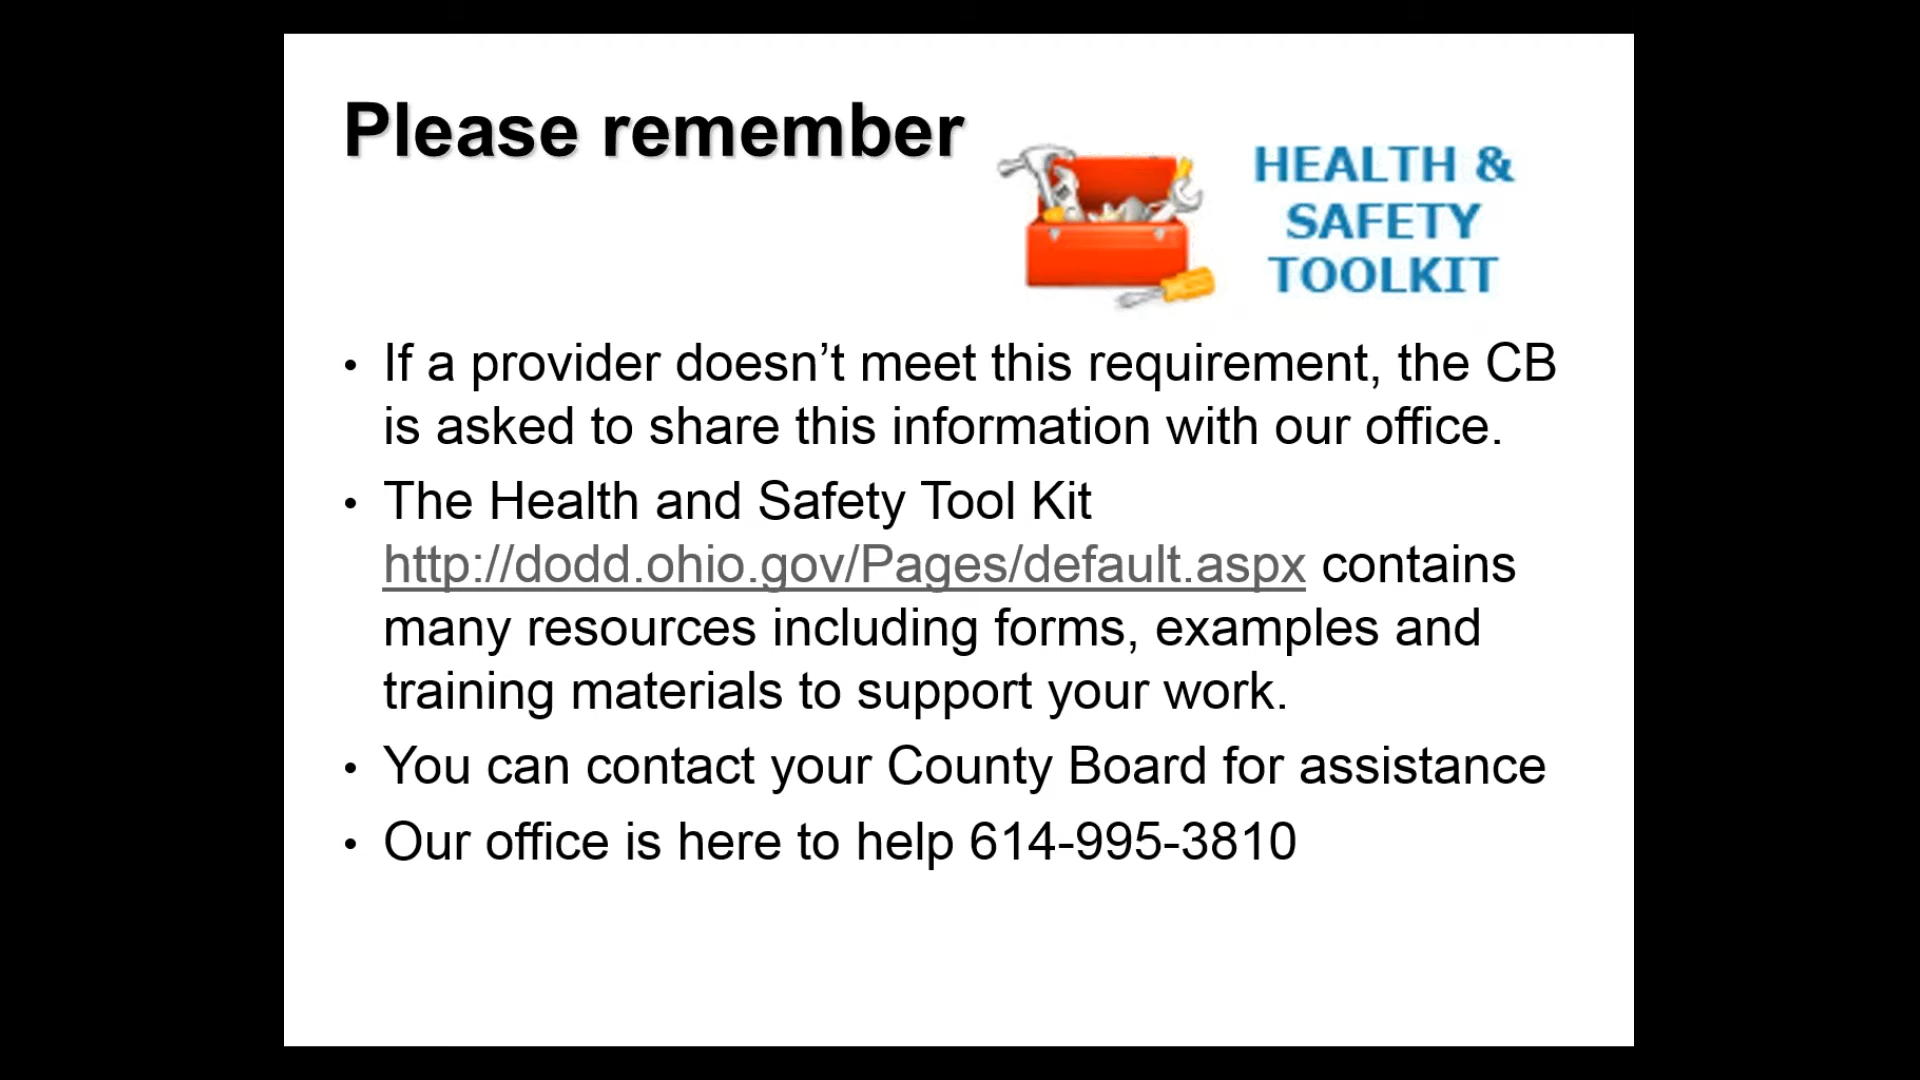 Please remember
HEALTH &
SAFETY
TOOLKIT
• If a provider doesn’t meet this requirement, the CB
is asked to share this information with our office.
• The Health and Safety Tool Kit
http://dodd.ohio.gov/Pages/default.aspx contains
many resources including forms, examples and
training materials to support your work.
• You can contact your County Board for assistance
• Our office is here to help 614-995-3810